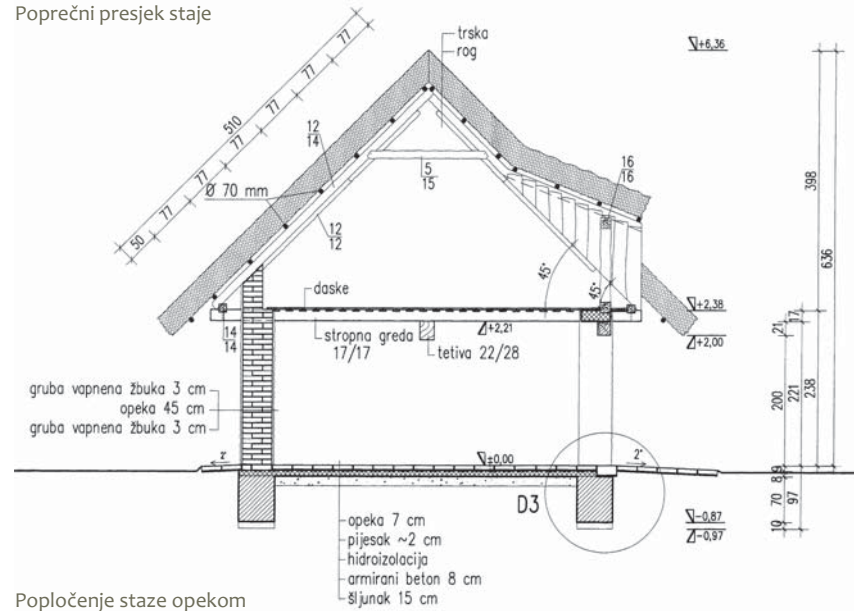 Poprečni presjek staje
trska
rog
+6,36
510
77
77
77
77
77
77
50
12
14
Ø 70 mm
12
12
5
15
16
16
398
636
45°
45°
daske
+2,38
17
21
+2,00
14
14
stropna greda
17/17
+2,21
tetiva 22/28
gruba vapnena žbuka 3 cm
opeka 45 cm
gruba vapnena žbuka 3 cm
200
221
238
2°
±0,00
2°
D3
9
8
70
97
10
-0,87
-0,97
opeka 7 cm
pijesak ~2 cm
hidroizolacija
armirani beton 8 cm
šljunak 15 cm
Popločenje staze opekom